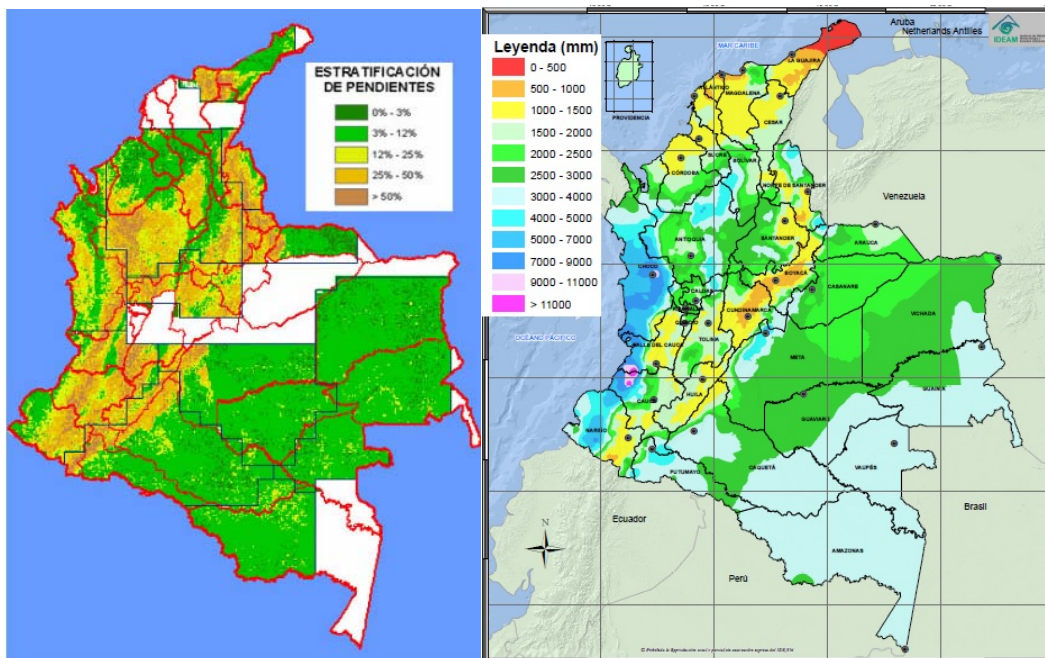 ESTRATIFICACIÓN
DE PENDIENTES
0% - 3%
3% - 12%
12% - 25%
25% - 50%
> 50%
Leyenda (mm)
0 - 500
500 - 1000
1000 - 1500
1500 - 2000
2000 - 2500
2500 - 3000
3000 - 4000
4000 - 5000
5000 - 7000
7000 - 9000
9000 - 11000
> 11000
MAR CARIBE
PROVIDENCIA
Aruba
Netherlands Antilles
IDEAM
LA GUAJIRA
ATLÁNTICO
MAGDALENA
CESAR
SUCRE
BOLIVAR
CÓRDOBA
NORTE DE SANTANDER
Venezuela
ANTIOQUIA
SANTANDER
ARAUCA
CHOCÓ
BOYACÁ
CASANARE
CALDAS
CUNDINAMARCA
VICHADA
OCÉANO PACÍFICO
TOLIMA
VALLE DEL CAUCA
META
HUILA
CAUCA
GUAINÍA
GUAVIARE
NARIÑO
PUTUMAYO
CAQUETÁ
VAUPÉS
Brasil
Ecuador
N
AMAZONAS
Perú